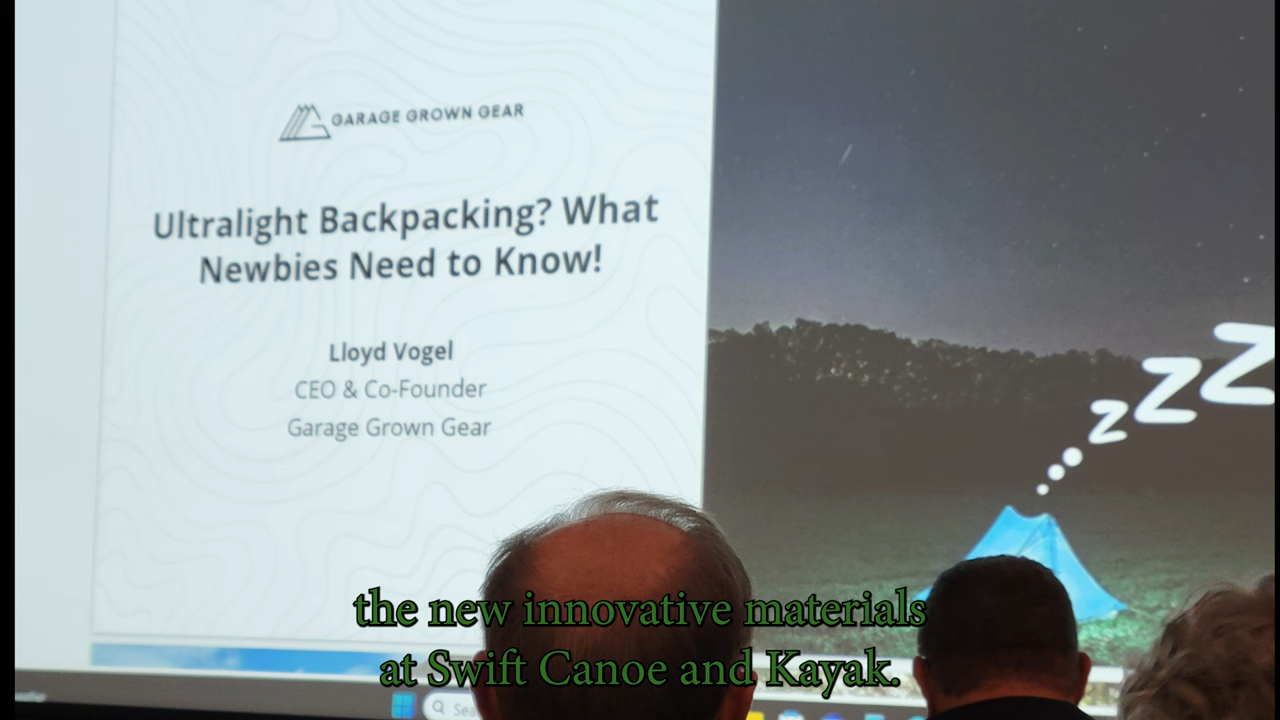 GARAGE GROWN GEAR
Ultralight Backpacking? What
Newbies Need to Know!
Lloyd Vogel
CEO & Co-Founder
Garage Grown Gear
z Z Z
the new innovative materials
at Swift Canoe and Kayak.
Sea